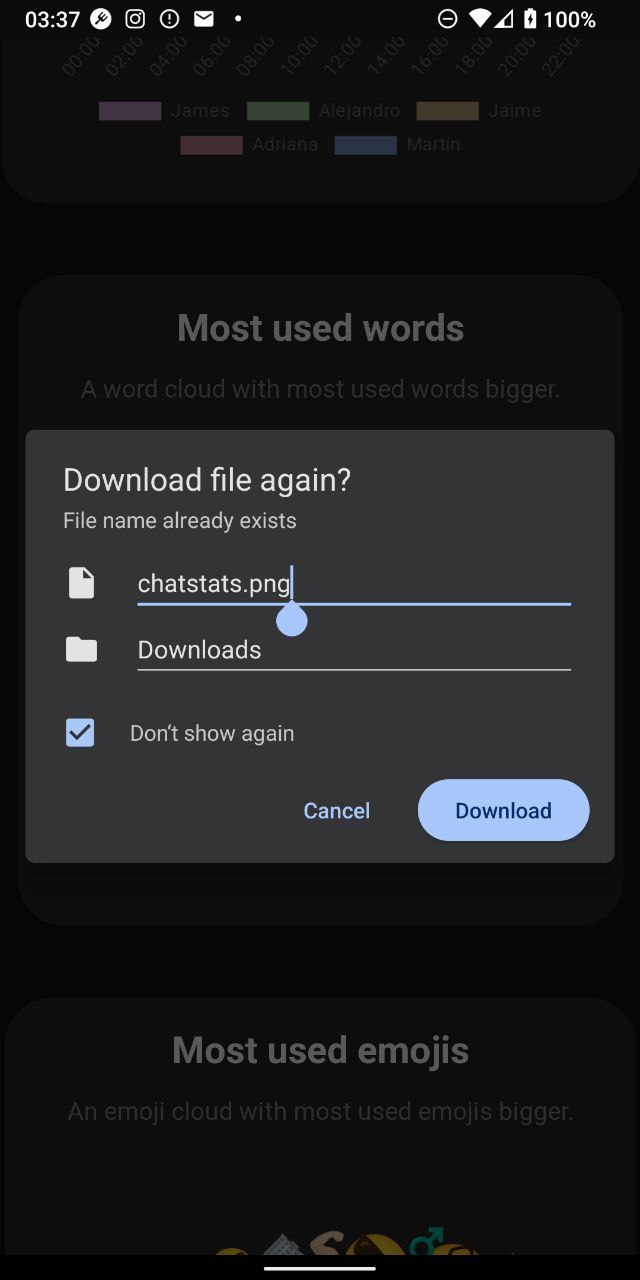 03:37 100%
00:00 02:00 04:00 06:00 08:00 10:00 12:00 14:00 16:00 18:00 20:00 22:00
James Alejandro Jaime
Adriana Martín
Most used words
A word cloud with most used words bigger.
Download file again?
File name already exists
chatstats.png
Downloads
Don't show again
Cancel Download
Most used emojis
An emoji cloud with most used emojis bigger.